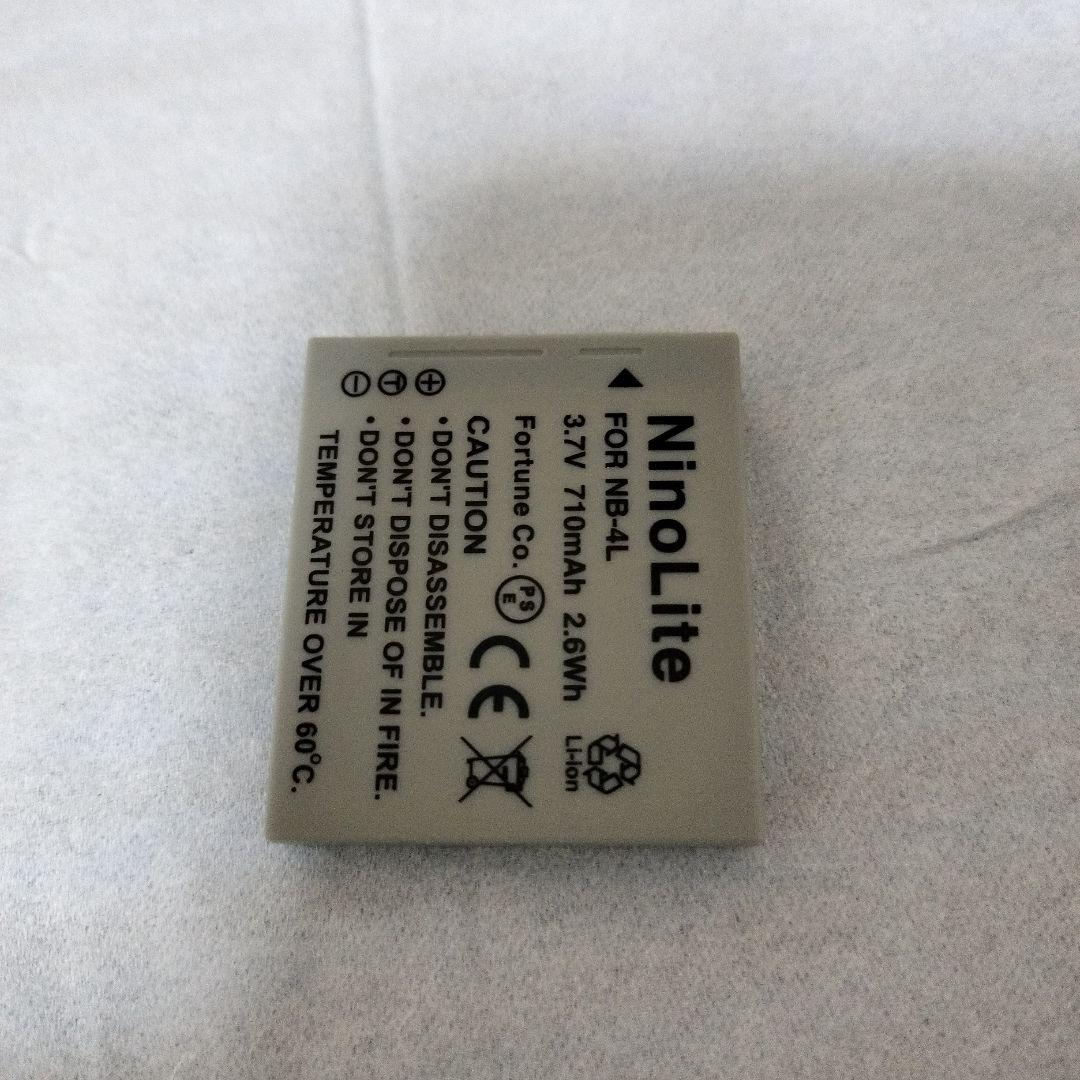 NinoLite
FOR NB-4L
3.7V 710mAh 2.6Wh
Li-Ion
Fortune Co.
PS
E
CE
CAUTION
•DON'T DISASSEMBLE.
•DON'T DISPOSE OF IN FIRE.
•DON'T STORE IN
TEMPERATURE OVER 60°C.
+
T
-